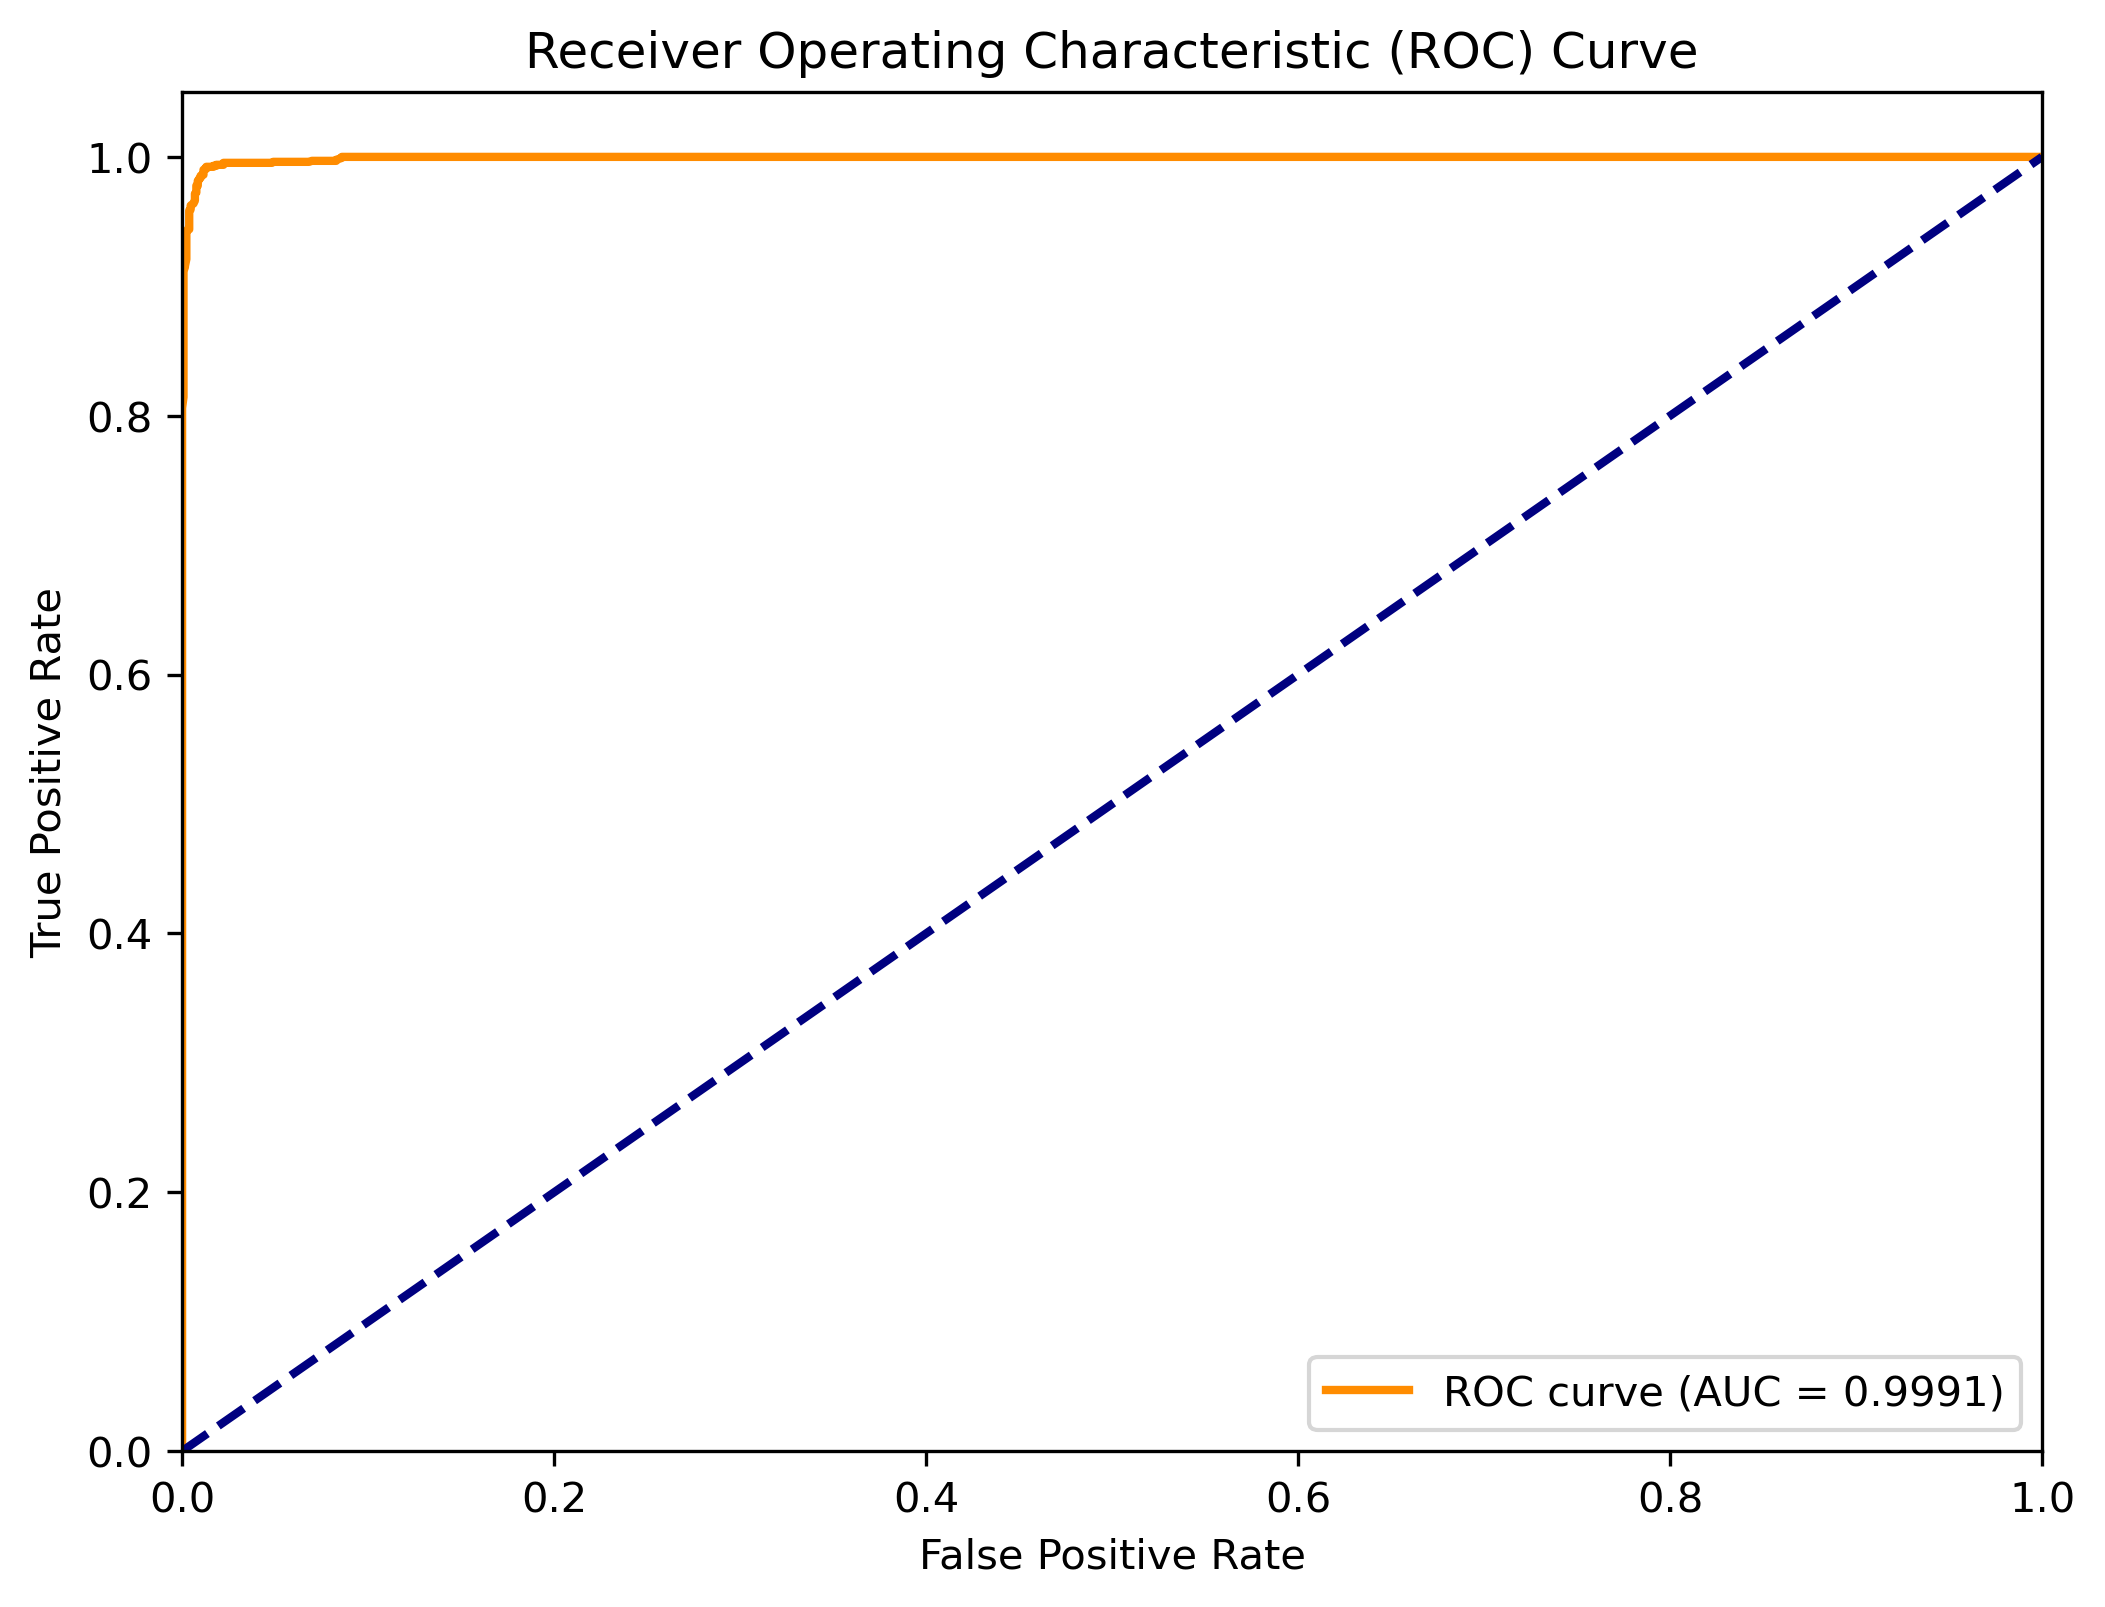 Receiver Operating Characteristic (ROC) Curve
1.0
0.8
0.6
0.4
0.2
0.0
True Positive Rate
ROC curve (AUC = 0.9991)
0.0 0.2 0.4 0.6 0.8 1.0
False Positive Rate